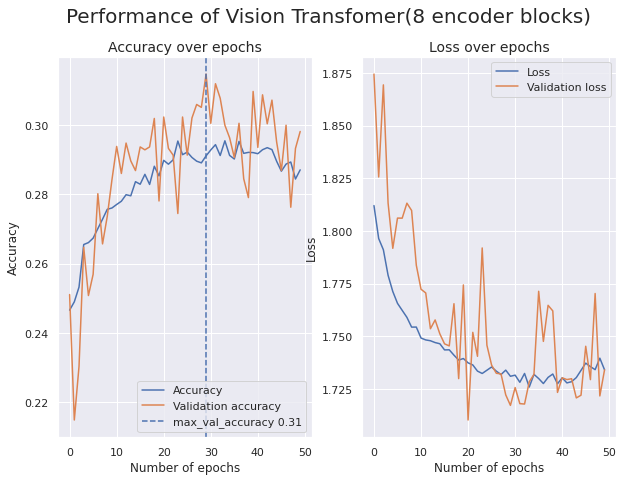 Performance of Vision Transfomer(8 encoder blocks)
Accuracy over epochs
0.30
0.28
0.26
0.24
0.22
Accuracy
Accuracy
Validation accuracy
max_val_accuracy 0.31
0 10 20 30 40 50
Number of epochs
Loss over epochs
Loss
Validation loss
1.875
1.850
1.825
1.800
1.775
1.750
1.725
Loss
0 10 20 30 40 50
Number of epochs